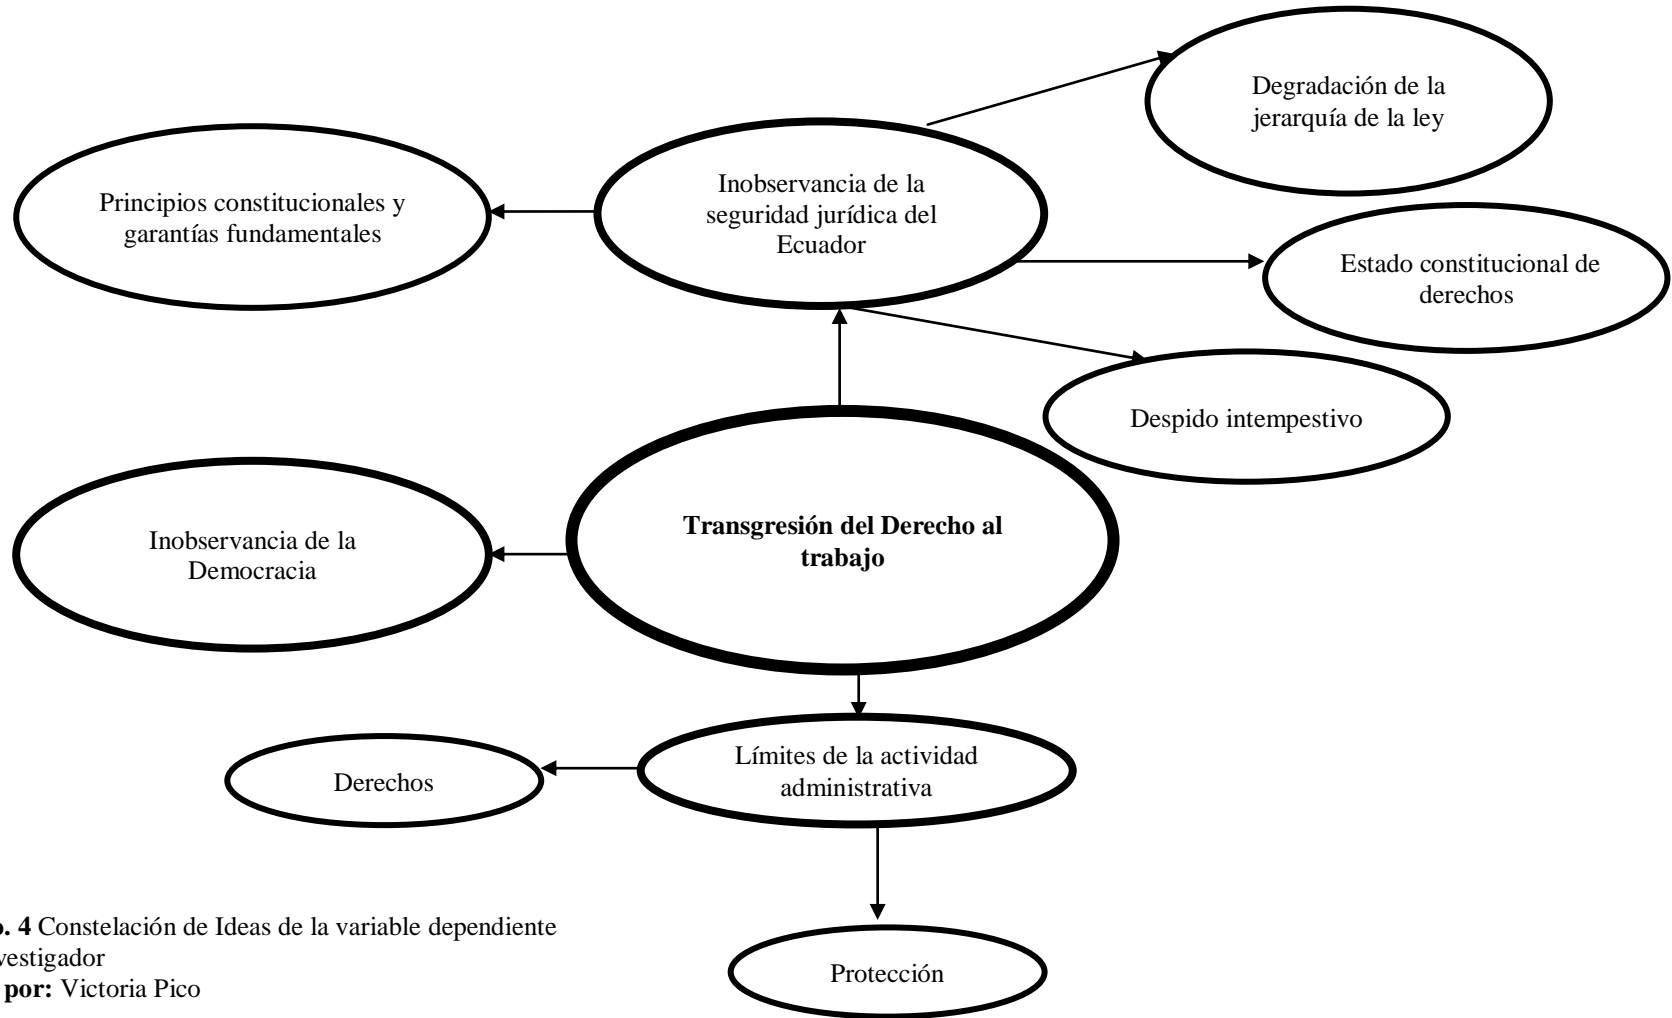 Degradación de la
jerarquía de la ley
Inobservancia de la
seguridad jurídica del
Ecuador
Principios constitucionales y
garantías fundamentales
Estado constitucional de
derechos
Despido intempestivo
Transgresión del Derecho al
trabajo
Inobservancia de la
Democracia
Límites de la actividad
administrativa
Derechos
. 4 Constelación de Ideas de la variable dependiente
vestigador
por: Victoria Pico
Protección